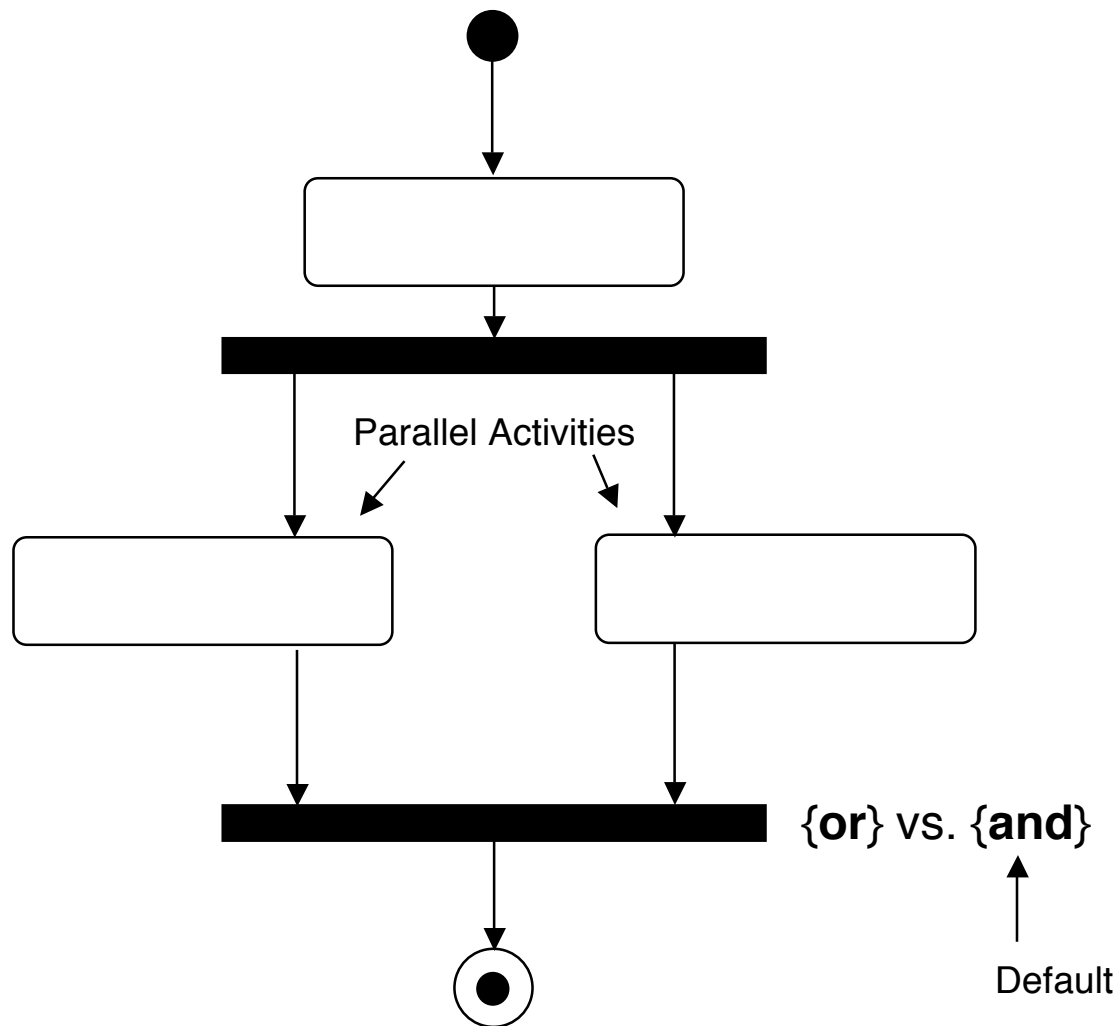 Parallel Activities
{or} vs. {and}
Default